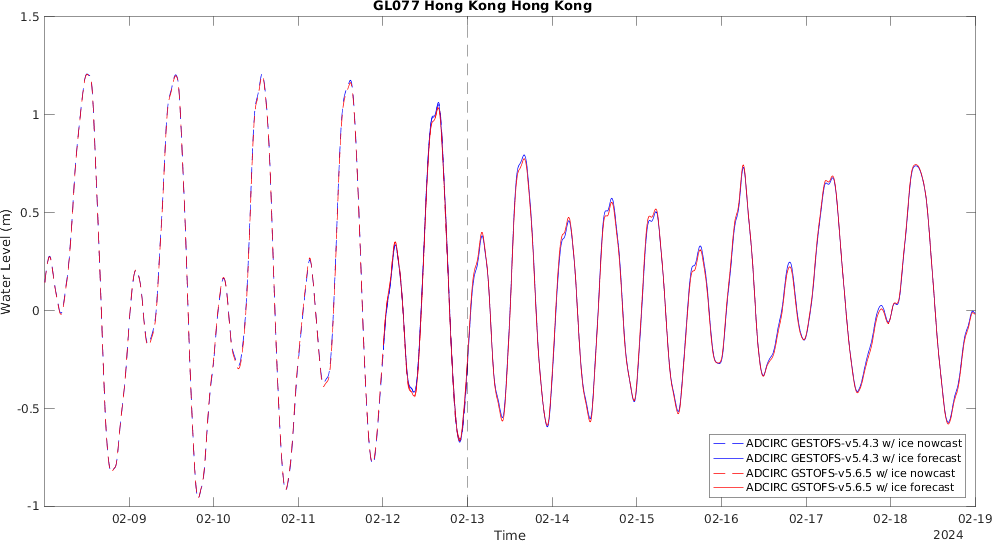 GL077 Hong Kong Hong Kong
Water Level (m)
1.5
1
0.5
0
-0.5
-1
02-09 02-10 02-11 02-12 02-13 02-14 02-15 02-16 02-17 02-18 02-19
Time
2024
ADCIRC GESTOFS-v5.4.3 w/ ice nowcast
ADCIRC GESTOFS-v5.4.3 w/ ice forecast
ADCIRC GSTOFS-v5.6.5 w/ ice nowcast
ADCIRC GSTOFS-v5.6.5 w/ ice forecast